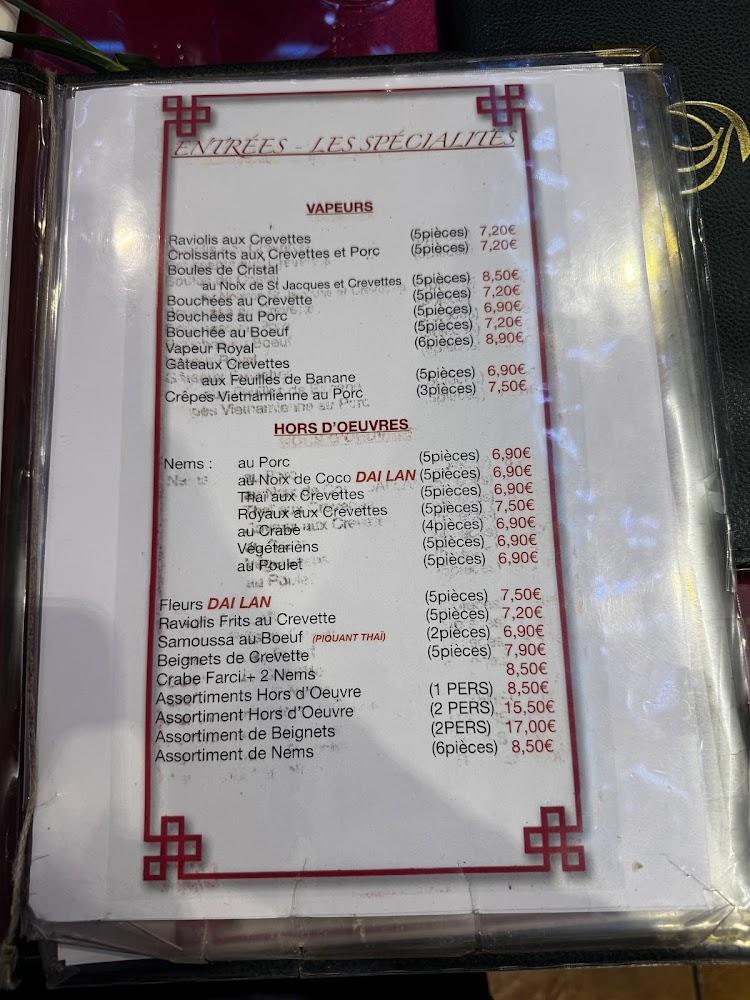 ENTRÉES - LES SPÉCIALITÉS
VAPEURS
Raviolis aux Crevettes (5pièces) 7,20€
Croissants aux Crevettes et Porc (5pièces) 7,20€
Boules de Cristal
au Noix de St Jacques et Crevettes (5pièces) 8,50€
Bouchées au Crevette (5pièces) 7,20€
Bouchées au Porc (5pièces) 6,90€
Bouchée au Boeuf (5pièces) 7,20€
Vapeur Royal (6pièces) 8,90€
Gâteaux Crevettes
aux Feuilles de Banane (5pièces) 6,90€
Crêpes Vietnamienne au Porc (3pièces) 7,50€
HORS D'OEUVRES
Nems : au Porc (5pièces) 6,90€
au Noix de Coco DAI LAN (5pièces) 6,90€
Thaï aux Crevettes (5pièces) 6,90€
Royaux aux Crevettes (5pièces) 7,50€
au Crabe (4pièces) 6,90€
Végétariens (5pièces) 6,90€
au Poulet (5pièces) 6,90€
Fleurs DAI LAN (5pièces) 7,50€
Raviolis Frits au Crevette (5pièces) 7,20€
Samoussa au Boeuf (PIQUANT THAÏ) (2pièces) 6,90€
Beignets de Crevette (5pièces) 7,90€
Crabe Farci + 2 Nems 8,50€
Assortiments Hors d'Oeuvre (1 PERS) 8,50€
Assortiment Hors d'Oeuvre (2 PERS) 15,50€
Assortiment de Beignets (2PERS) 17,00€
Assortiment de Nems (6pièces) 8,50€